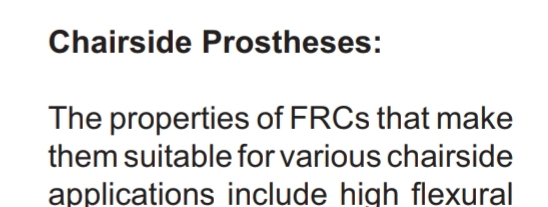 Chairside Prostheses:
The properties of FRCs that make
them suitable for various chairside
applications include high flexural